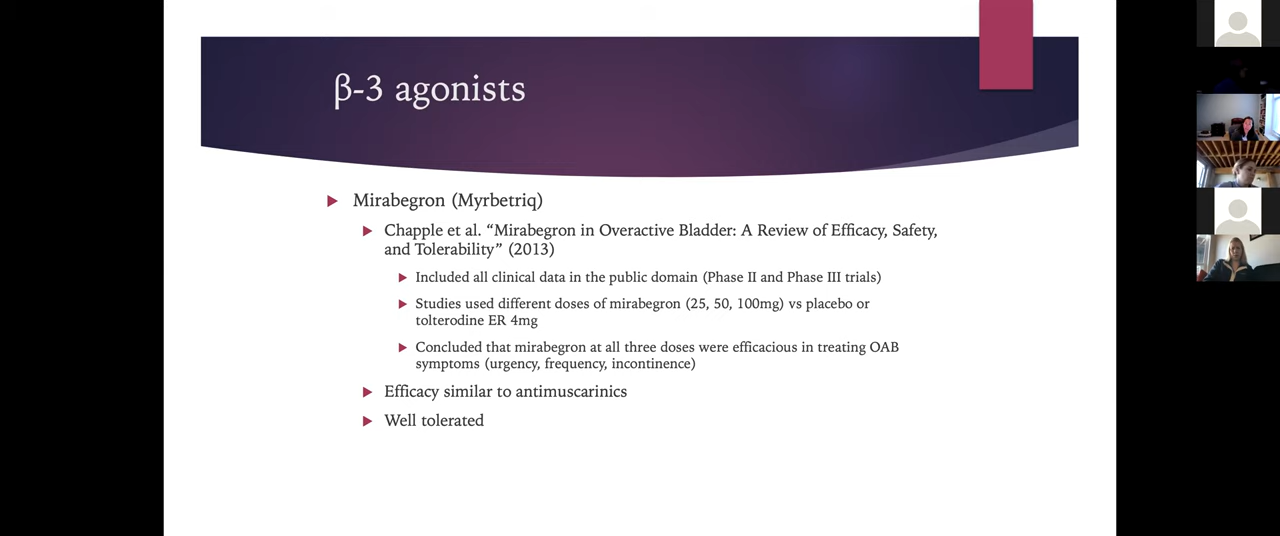 β-3 agonists
Mirabegron (Myrbetriq)
Chapple et al. “Mirabegron in Overactive Bladder: A Review of Efficacy, Safety,
and Tolerability” (2013)
Included all clinical data in the public domain (Phase II and Phase III trials)
Studies used different doses of mirabegron (25, 50, 100mg) vs placebo or
tolterodine ER 4mg
Concluded that mirabegron at all three doses were efficacious in treating OAB
symptoms (urgency, frequency, incontinence)
Efficacy similar to antimuscarinics
Well tolerated